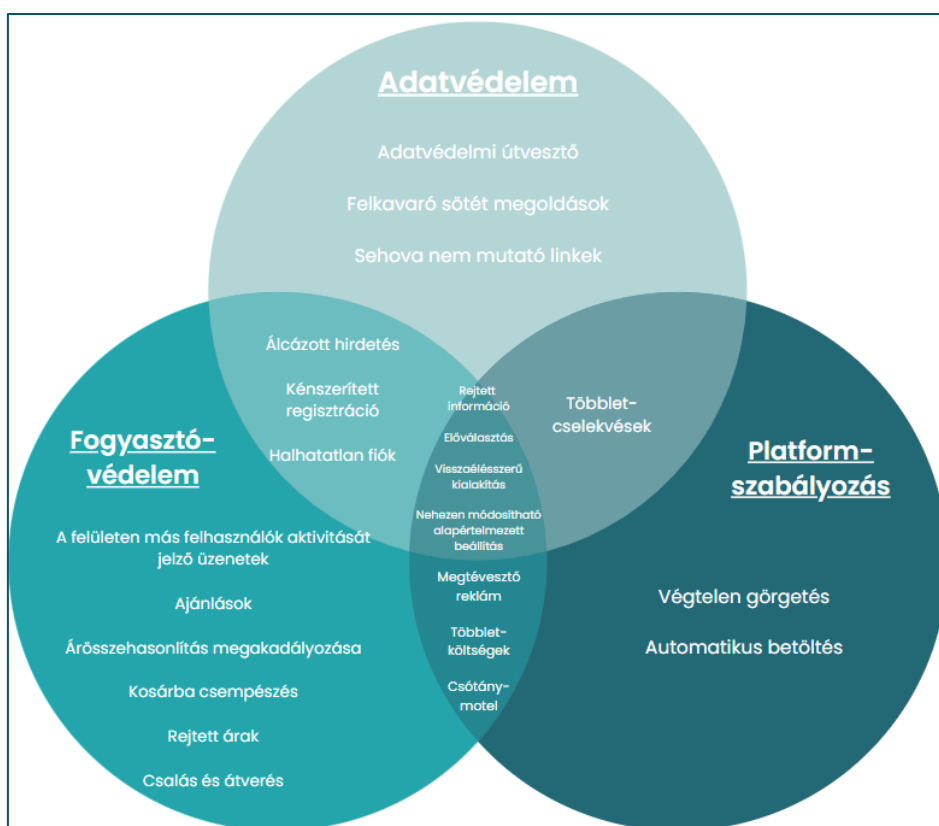 Adatvédelem
Adatvédelmi útvesztő
Felkavaró sötét megoldások
Sehova nem mutató linkek
Álcázott hirdetés
Kénszerített
regisztráció
Halhatatlan fiók
Rejtett
információ
Előválasztás
Visszaélésszerű
kialakítás
Nehezen módosítható
alapértelmezett
beállítás
Többlet-
cselekvések
Fogyasztó-
védelem
A felületen más felhasználók aktivitását
jelző üzenetek
Ajánlások
Árösszehasonlítás megakadályozása
Kosárba csempészés
Rejtett árak
Csalás és átverés
Megtévesztő
reklám
Többlet-
költségek
Csótány-
motel
Platform-
szabályozás
Végtelen görgetés
Automatikus betöltés